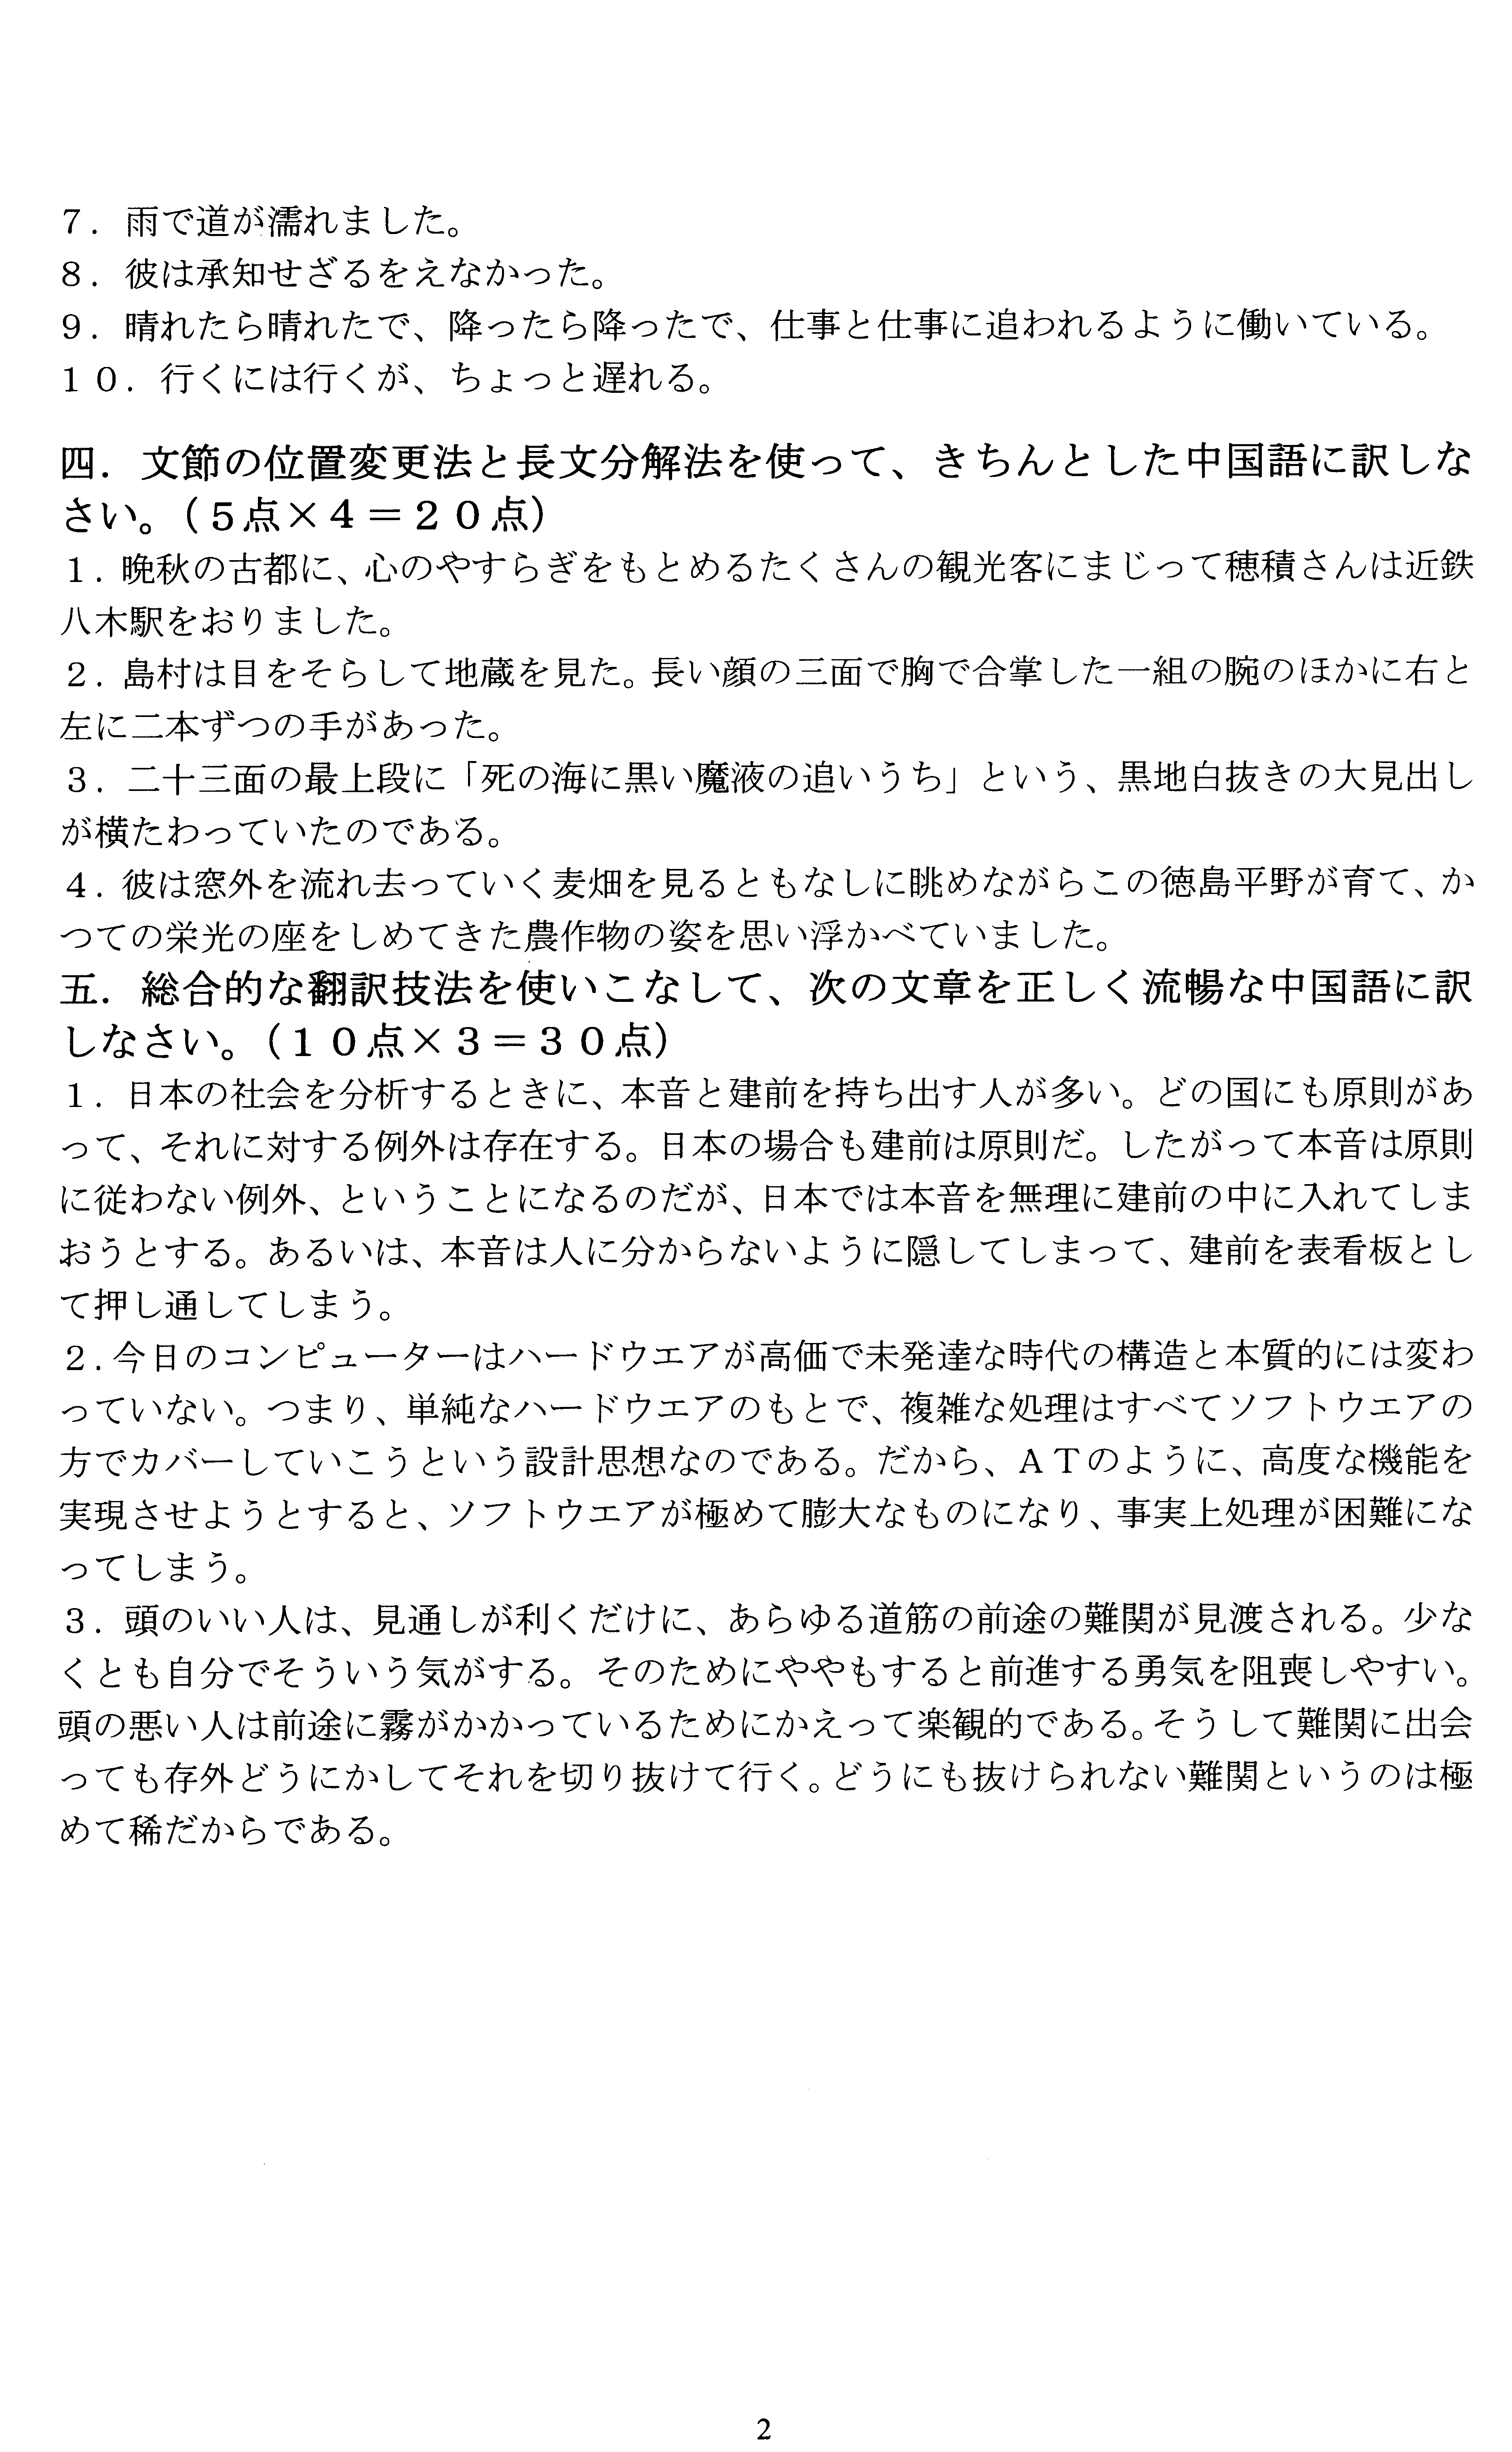 ７．雨で道が濡れました。
８．彼は承知せざるをえなかった。
９．晴れたら晴れたで、降ったら降ったで、仕事と仕事に追われるように働いている。
１０．行くには行くが、ちょっと遅れる。
四．文節の位置変更法と長文分解法を使って、きちんとした中国語に訳しな
さい。（５点×４＝２０点）
１．晩秋の古都に、心のやすらぎをもとめるたくさんの観光客にまじって穂積さんは近鉄
八木駅をおりました。
２．島村は目をそらして地蔵を見た。長い顔の三面で胸で合掌した一組の腕のほかに右と
左に二本ずつの手があった。
３．二十三面の最上段に「死の海に黒い魔液の追いうち」という、黒地白抜きの大見出し
が横たわっていたのである。
４．彼は窓外を流れ去っていく麦畑を見るともなしに眺めながらこの徳島平野が育て、か
つての栄光の座をしめてきた農作物の姿を思い浮かべていました。
五．総合的な翻訳技法を使いこなして、次の文章を正しく流暢な中国語に訳
しなさい。（１０点×３＝３０点）
１．日本の社会を分析するときに、本音と建前を持ち出す人が多い。どの国にも原則があ
って、それに対する例外は存在する。日本の場合も建前は原則だ。したがって本音は原則
に従わない例外、ということになるのだが、日本では本音を無理に建前の中に入れてしま
おうとする。あるいは、本音は人に分からないように隠してしまって、建前を表看板とし
て押し通してしまう。
２．今日のコンピューターはハードウエアが高価で未発達な時代の構造と本質的には変わ
っていない。つまり、単純なハードウエアのもとで、複雑な処理はすべてソフトウエアの
方でカバーしていこうという設計思想なのである。だから、ＡＴのように、高度な機能を
実現させようとすると、ソフトウエアが極めて膨大なものになり、事実上処理が困難にな
ってしまう。
３．頭のいい人は、見通しが利くだけに、あらゆる道筋の前途の難関が見渡される。少な
くとも自分でそういう気がする。そのためにややもすると前進する勇気を阻喪しやすい。
頭の悪い人は前途に霧がかかっているためにかえって楽観的である。そうして難関に出会
っても存外どうにかしてそれを切り抜けて行く。どうにも抜けられない難関というのは極
めて稀だからである。
2